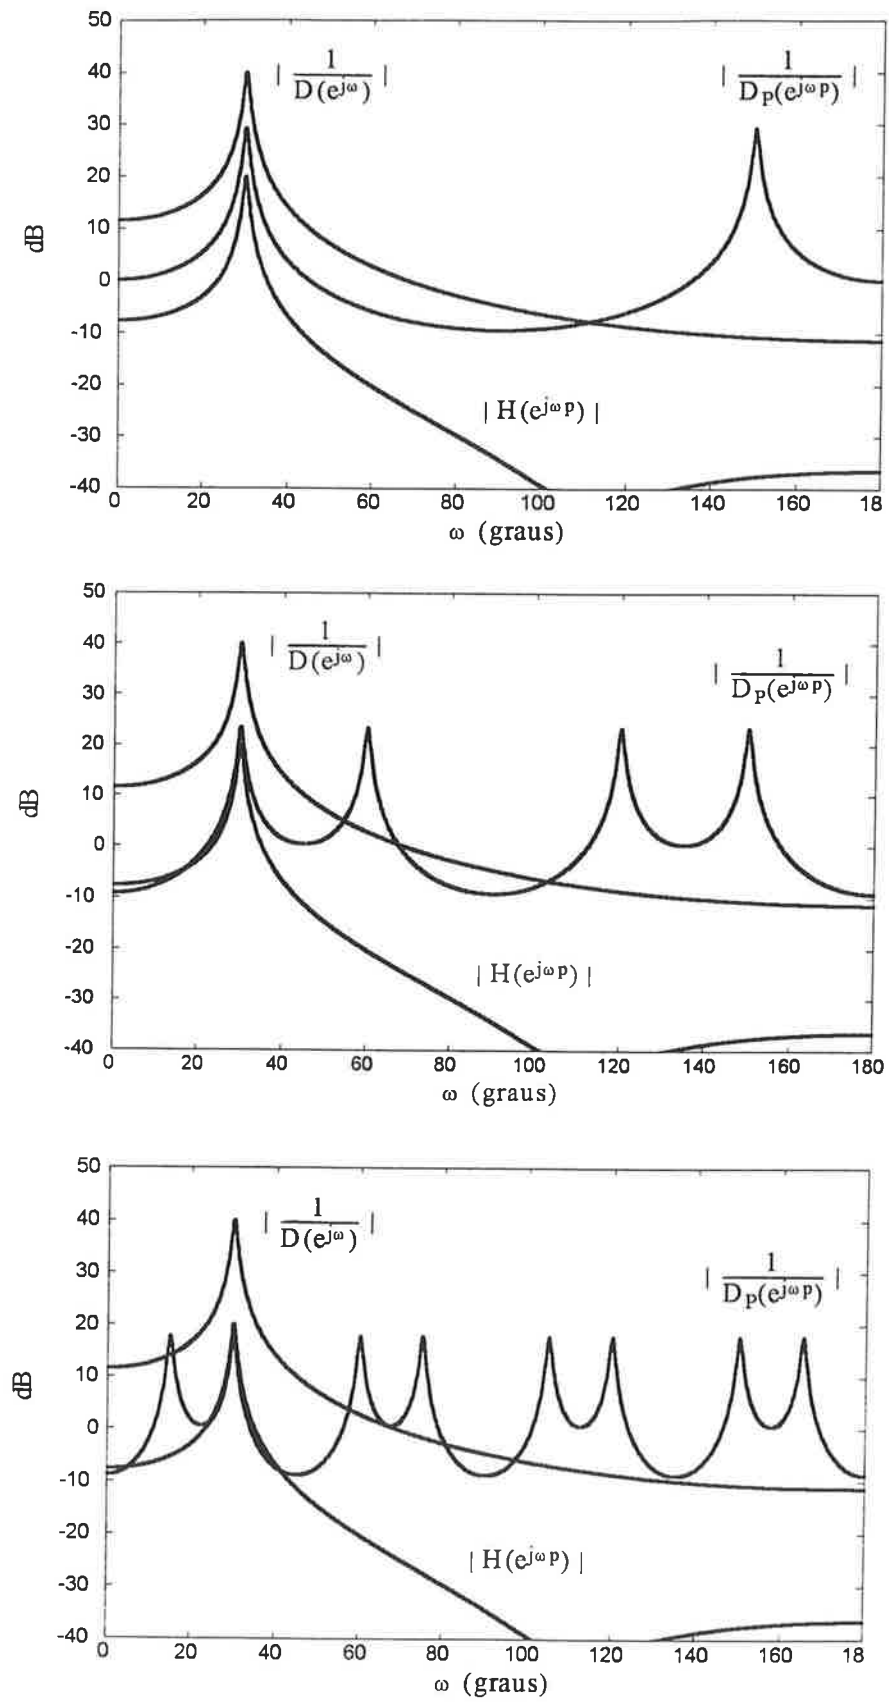 50
40
30
20
10
0
-10
-20
-30
-40
dB
| 1 / D(e^jω) |
| 1 / D_P(e^jωp) |
| H(e^jωp) |
0 20 40 60 80 100 120 140 160 18
ω (graus)
50
40
30
20
10
0
-10
-20
-30
-40
dB
| 1 / D(e^jω) |
| 1 / D_P(e^jωp) |
| H(e^jωp) |
0 20 40 60 80 100 120 140 160 180
ω (graus)
50
40
30
20
10
0
-10
-20
-30
-40
dB
| 1 / D(e^jω) |
| 1 / D_P(e^jωp) |
| H(e^jωp) |
0 20 40 60 80 100 120 140 160 18
ω (graus)